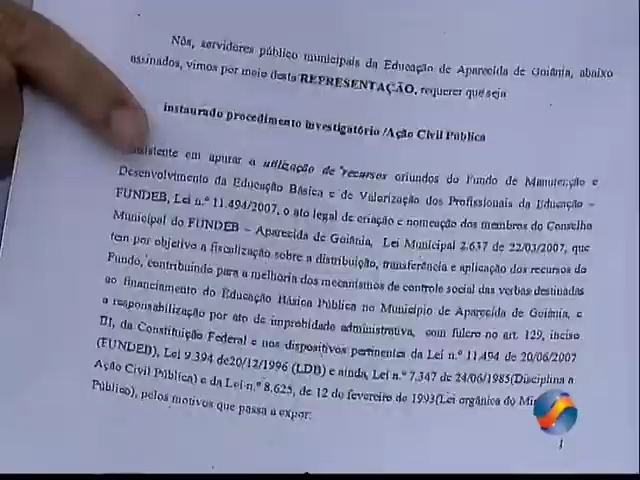 Nós, servidores público municipais da Educação de Aparecida de Goiânia, abaixo
assinados, vimos por meio desta REPRESENTAÇÃO, requerer que seja
instaurado procedimento investigatório /Ação Civil Pública
em apurar a utilização de recursos oriundos do Fundo de Manutenção e
Desenvolvimento da Educação Básica e de Valorização dos Profissionais da Educação –
FUNDEB, Lei n.º 11.494/2007, o ato legal de criação e nomeação dos membros do Conselho
Municipal do FUNDEB – Aparecida de Goiânia, Lei Municipal 2.637 de 22/03/2007, que
tem por objetivo a fiscalização sobre a distribuição, transferência e aplicação dos recursos do
Fundo, contribuindo para a melhoria dos mecanismos de controle social das verbas destinadas
ao financiamento do Educação Básica Pública no Município de Aparecida de Goiânia, e
a responsabilização por ato de improbidade administrativa, com fulcro no art. 129, inciso
III, da Constituição Federal e nos dispositivos pertinentes da Lei n.º 11.494 de 20/06/2007
(FUNDEB), Lei 9.394 de20/12/1996 (LDB) e ainda, Lei n.º 7.347 de 24/06/1985(Disciplina a
Ação Civil Pública) e da Lei n.º 8.625, de 12 de fevereiro de 1993(Lei orgânica do
Público), pelos motivos que passa a expor:
1